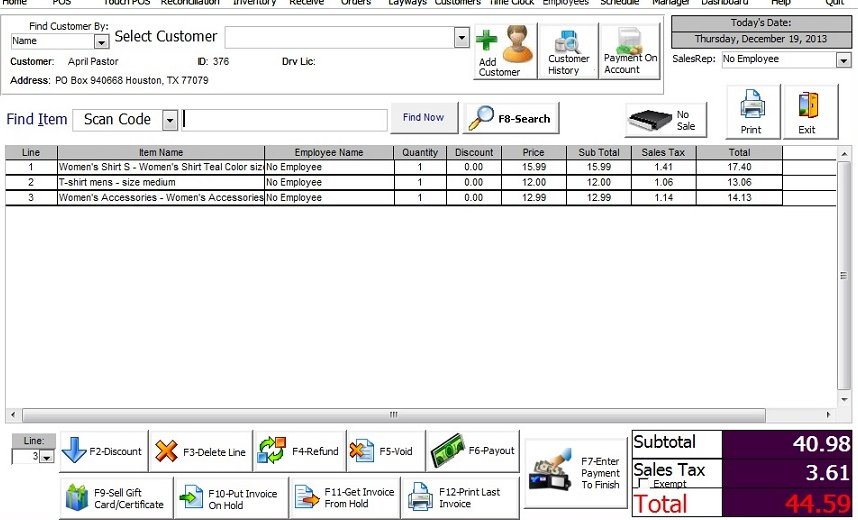 Home POS Touch POS Reconciliation Inventory Receive Orders Layways Customers Time Clock Employees Schedule Manager Dashboard Help Quit
Find Customer By:
Name
Select Customer
Customer: April Pastor ID: 376 Drv Lic:
Address: PO Box 940668 Houston, TX 77079
Add
Customer
Customer
History
Payment On
Account
Today's Date:
Thursday, December 19, 2013
SalesRep: No Employee
Find Item Scan Code Find Now F8-Search
No
Sale
Print
Exit
Line Item Name Employee Name Quantity Discount Price Sub Total Sales Tax Total
1 Women's Shirt S - Women's Shirt Teal Color siz No Employee 1 0.00 15.99 15.99 1.41 17.40
2 T-shirt mens - size medium No Employee 1 0.00 12.00 12.00 1.06 13.06
3 Women's Accessories - Women's Accessories No Employee 1 0.00 12.99 12.99 1.14 14.13
Line:
3
F2-Discount F3-Delete Line F4-Refund F5-Void F6-Payout
F9-Sell Gift
Card/Certificate
F10-Put Invoice
On Hold
F11-Get Invoice
From Hold
F12-Print Last
Invoice
F7-Enter
Payment
To Finish
Subtotal 40.98
Sales Tax 3.61
Exempt
Total 44.59